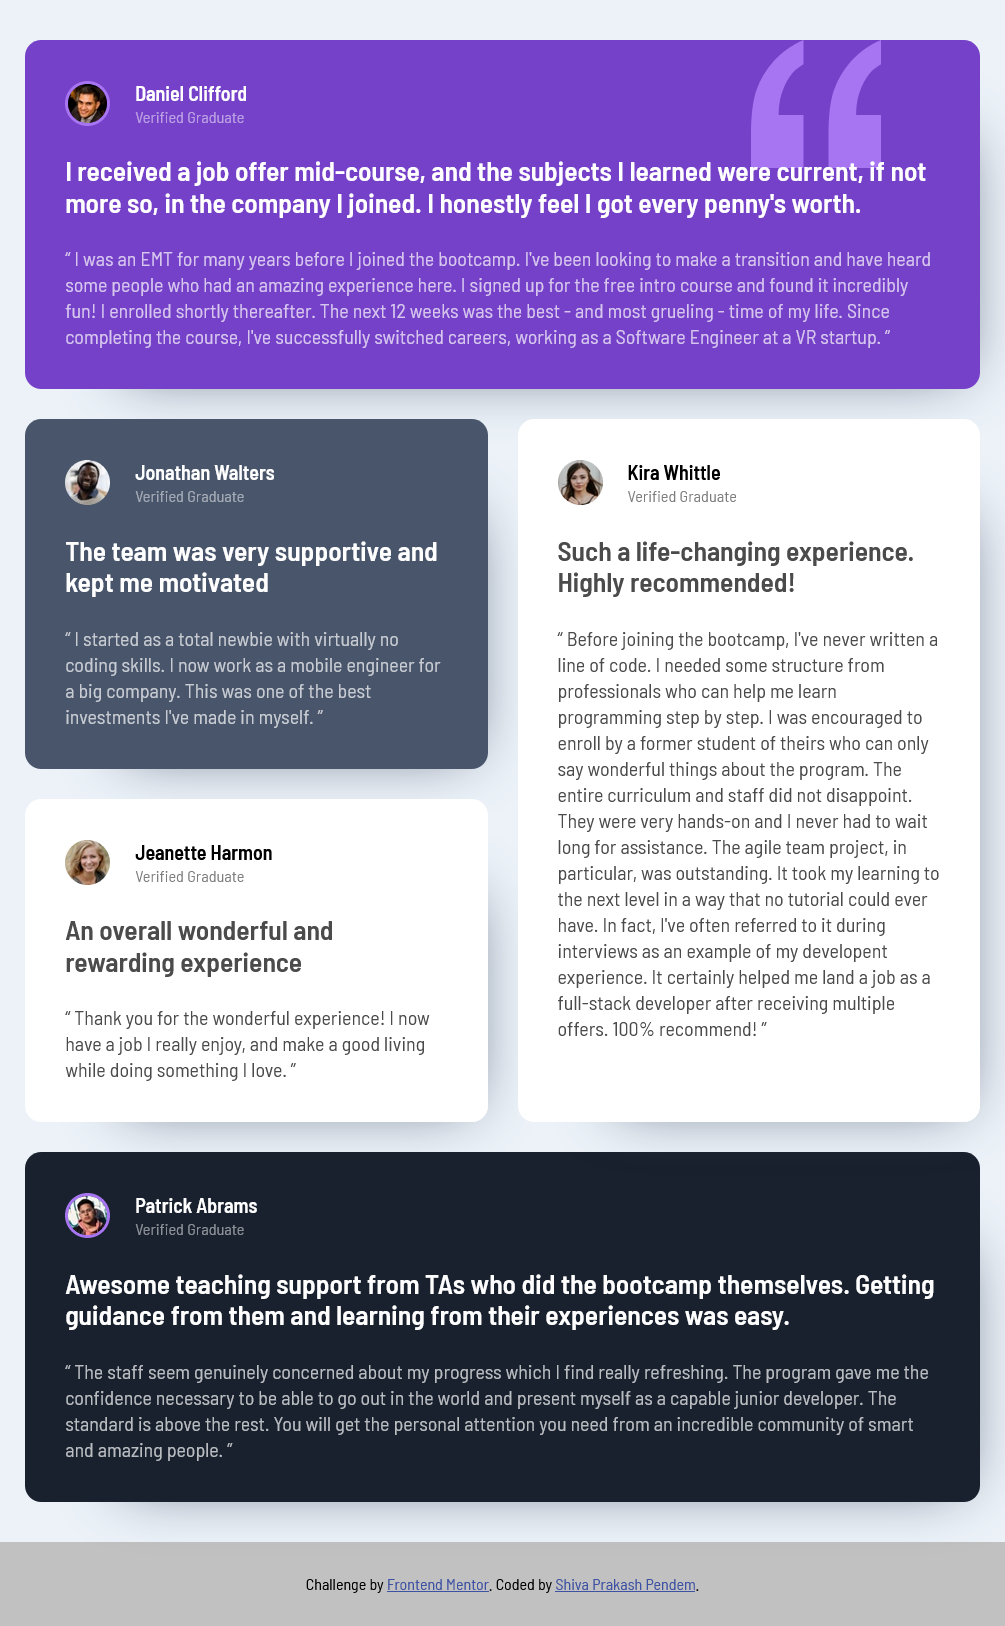 Daniel Clifford
Verified Graduate
I received a job offer mid-course, and the subjects I learned were current, if not
more so, in the company I joined. I honestly feel I got every penny's worth.
“ I was an EMT for many years before I joined the bootcamp. I've been looking to make a transition and have heard
some people who had an amazing experience here. I signed up for the free intro course and found it incredibly
fun! I enrolled shortly thereafter. The next 12 weeks was the best - and most grueling - time of my life. Since
completing the course, I've successfully switched careers, working as a Software Engineer at a VR startup. ”
Jonathan Walters
Verified Graduate
The team was very supportive and
kept me motivated
“ I started as a total newbie with virtually no
coding skills. I now work as a mobile engineer for
a big company. This was one of the best
investments I've made in myself. ”
Kira Whittle
Verified Graduate
Such a life-changing experience.
Highly recommended!
“ Before joining the bootcamp, I've never written a
line of code. I needed some structure from
professionals who can help me learn
programming step by step. I was encouraged to
enroll by a former student of theirs who can only
say wonderful things about the program. The
entire curriculum and staff did not disappoint.
They were very hands-on and I never had to wait
long for assistance. The agile team project, in
particular, was outstanding. It took my learning to
the next level in a way that no tutorial could ever
have. In fact, I've often referred to it during
interviews as an example of my developent
experience. It certainly helped me land a job as a
full-stack developer after receiving multiple
offers. 100% recommend! ”
Jeanette Harmon
Verified Graduate
An overall wonderful and
rewarding experience
“ Thank you for the wonderful experience! I now
have a job I really enjoy, and make a good living
while doing something I love. ”
Patrick Abrams
Verified Graduate
Awesome teaching support from TAs who did the bootcamp themselves. Getting
guidance from them and learning from their experiences was easy.
“ The staff seem genuinely concerned about my progress which I find really refreshing. The program gave me the
confidence necessary to be able to go out in the world and present myself as a capable junior developer. The
standard is above the rest. You will get the personal attention you need from an incredible community of smart
and amazing people. ”
Challenge by Frontend Mentor. Coded by Shiva Prakash Pendem.